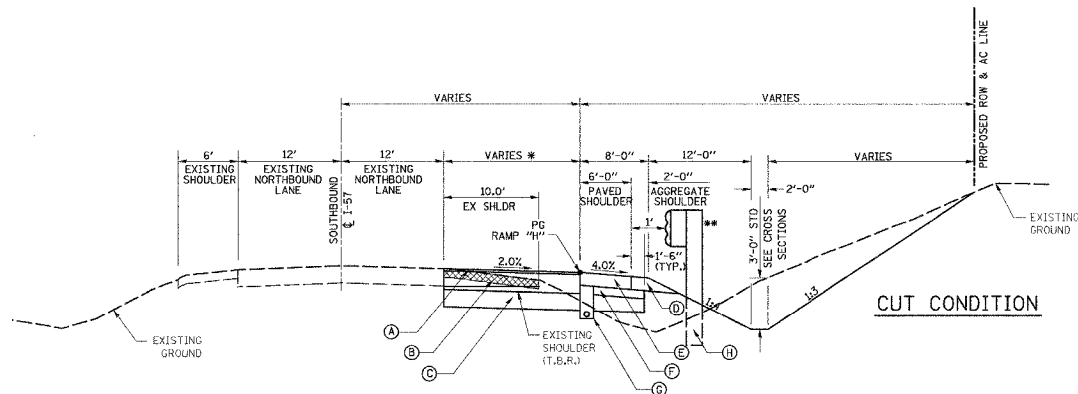 PROPOSED ROW & AC LINE
VARIES
VARIES
6'
12'
12'
VARIES *
8'-0"
12'-0"
VARIES
EXISTING
SHOULDER
EXISTING
NORTHBOUND
LANE
SOUTHBOUND
℄ I-57
EXISTING
NORTHBOUND
LANE
6'-0"
PAVED
SHOULDER
2'-0"
AGGREGATE
SHOULDER
2'-0"
10.0'
EX SHLDR
PG
RAMP "H"
1'
**
3'-0" STD
SEE CROSS
SECTIONS
EXISTING
GROUND
2.0%
4.0%
1'-6"
(TYP.)
1:4
1:3
CUT CONDITION
EXISTING
GROUND
A
B
C
EXISTING
SHOULDER
(T.B.R.)
D
E
F
G
H